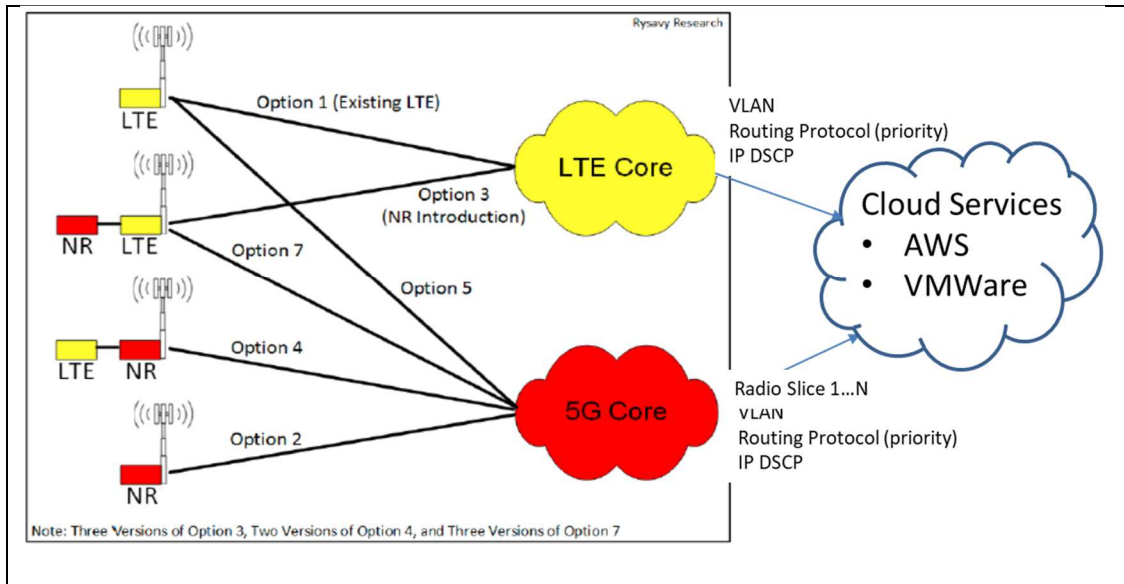 Rysavy Research
LTE
Option 1 (Existing LTE)
LTE Core
Option 3
(NR Introduction)
NR
LTE
Option 7
Option 5
LTE
NR
Option 4
5G Core
Option 2
NR
Note: Three Versions of Option 3, Two Versions of Option 4, and Three Versions of Option 7
VLAN
Routing Protocol (priority)
IP DSCP
Cloud Services
• AWS
• VMWare
Radio Slice 1...N
VLAN
Routing Protocol (priority)
IP DSCP